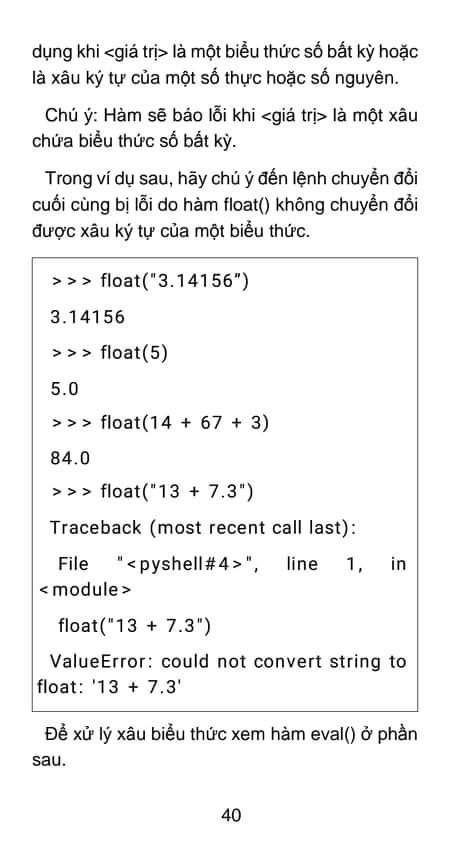 dụng khi <giá trị> là một biểu thức số bất kỳ hoặc
là xâu ký tự của một số thực hoặc số nguyên.
Chú ý: Hàm sẽ báo lỗi khi <giá trị> là một xâu
chứa biểu thức số bất kỳ.
Trong ví dụ sau, hãy chú ý đến lệnh chuyển đổi
cuối cùng bị lỗi do hàm float() không chuyển đổi
được xâu ký tự của một biểu thức.
> > > float("3.14156”)
3.14156
> > > float(5)
5.0
> > > float(14 + 67 + 3)
84.0
> > > float("13 + 7.3")
Traceback (most recent call last):
File "<pyshell#4>", line 1, in
<module>
float("13 + 7.3")
ValueError: could not convert string to
float: '13 + 7.3'
Để xử lý xâu biểu thức xem hàm eval() ở phần
sau.
40